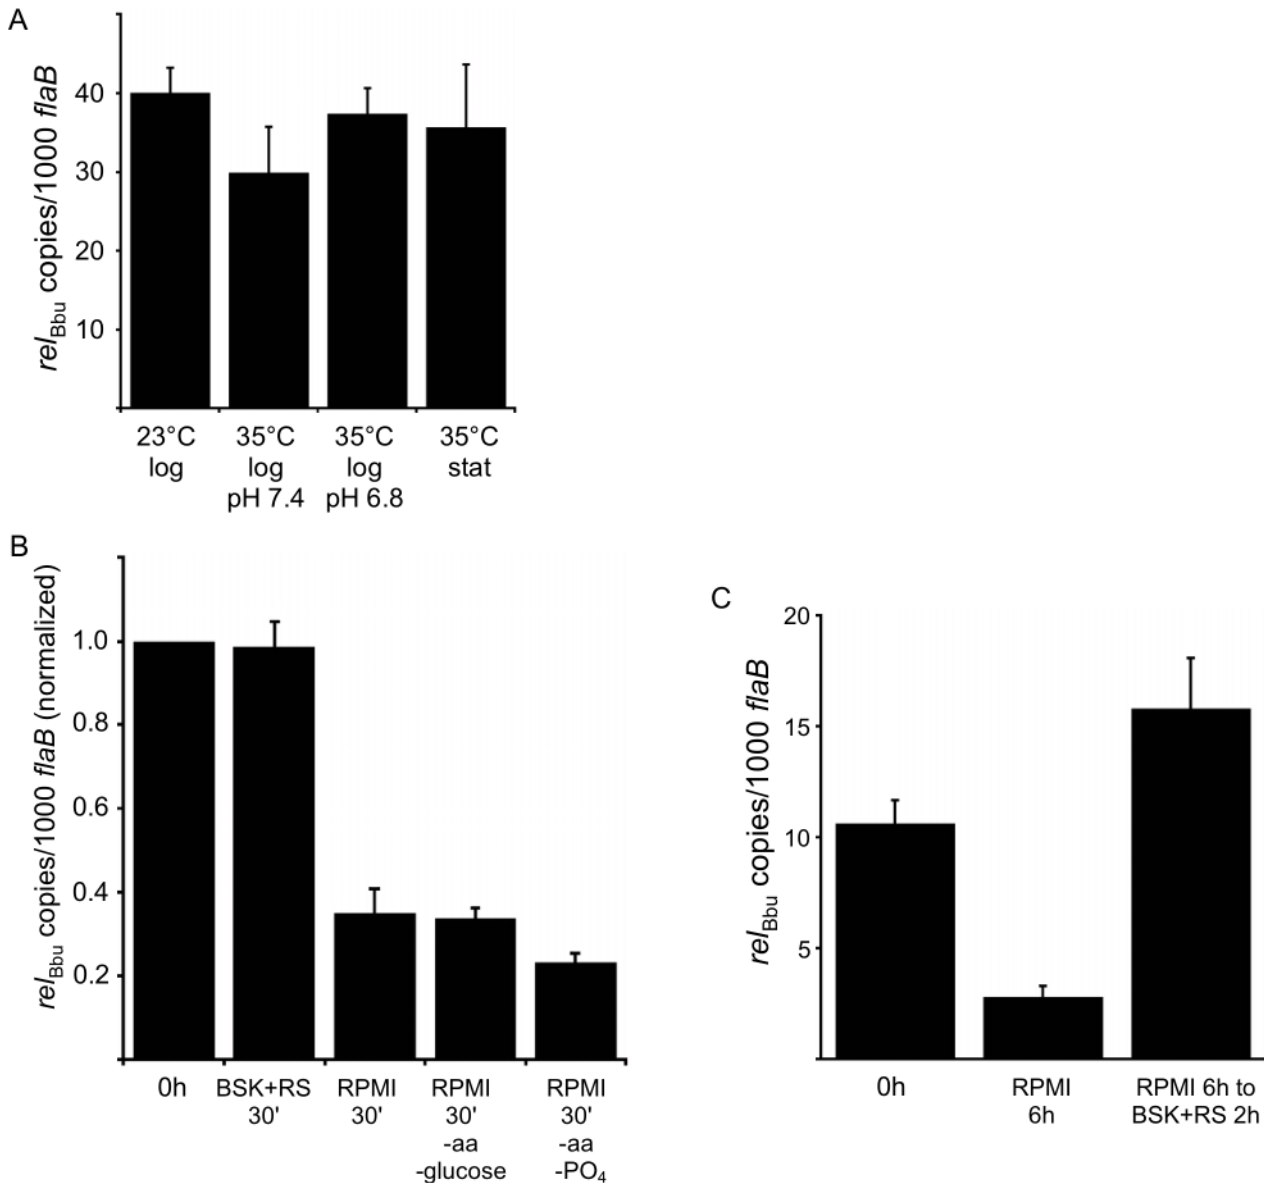 A
rel_Bbu copies/1000 flaB
40
30
20
10
23°C
log
35°C
log
pH 7.4
35°C
log
pH 6.8
35°C
stat
B
rel_Bbu copies/1000 flaB (normalized)
1.0
0.8
0.6
0.4
0.2
0h
BSK+RS
30'
RPMI
30'
RPMI
30'
-aa
-glucose
RPMI
30'
-aa
-PO₄
C
rel_Bbu copies/1000 flaB
20
15
10
5
0h
RPMI
6h
RPMI 6h to
BSK+RS 2h